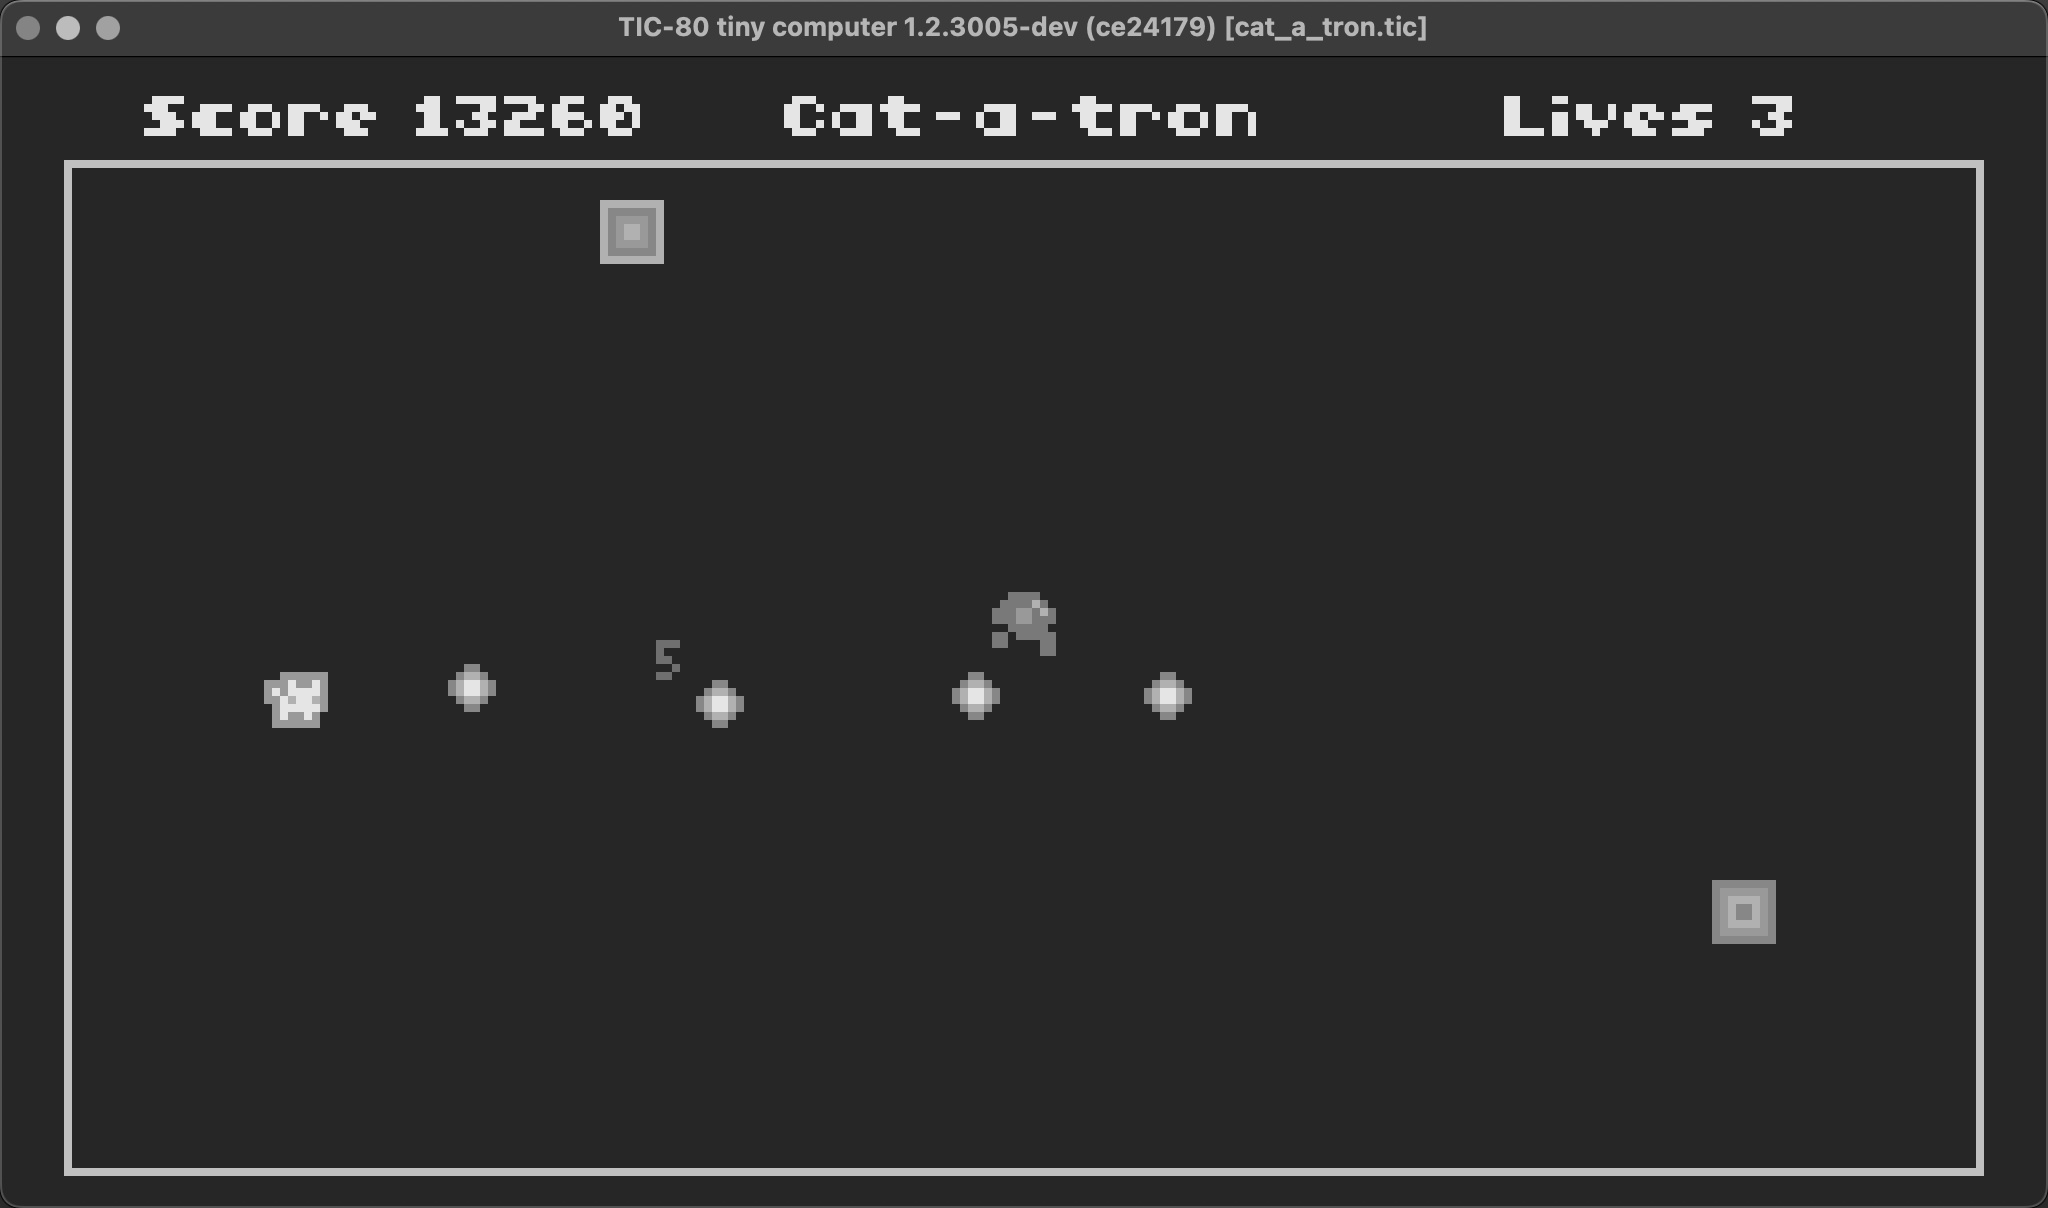 TIC-80 tiny computer 1.2.3005-dev (ce24179) [cat_a_tron.tic]
Score 13260 Cat-a-tron Lives 3
5